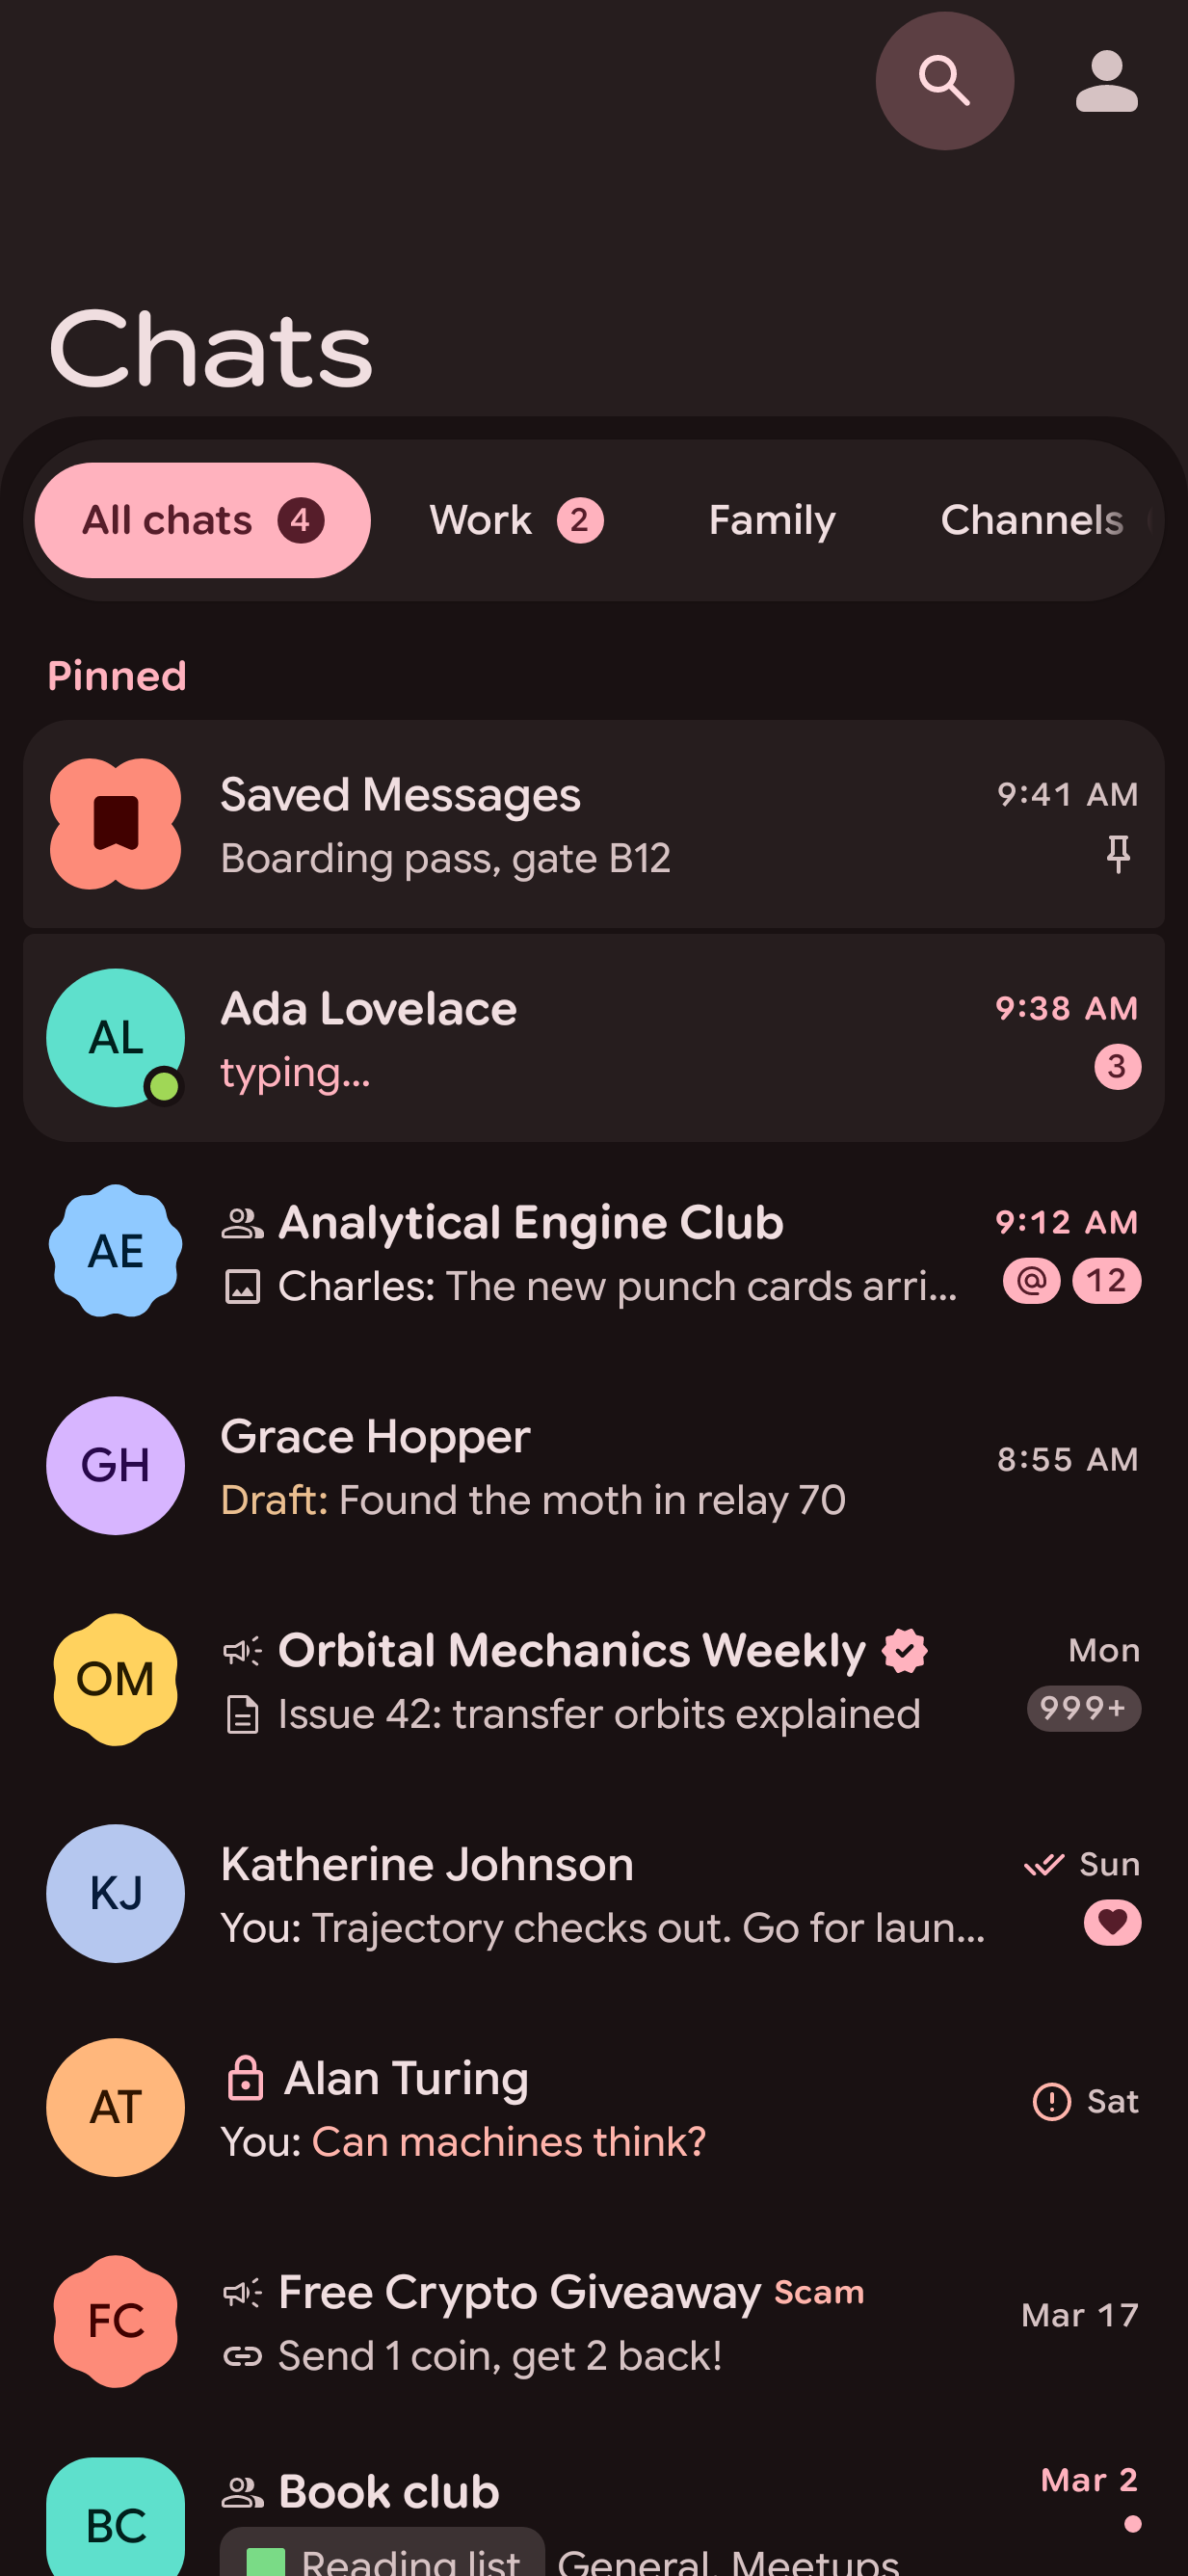 Chats
All chats 4 Work 2 Family Channels
Pinned
Saved Messages 9:41 AM
Boarding pass, gate B12
AL Ada Lovelace 9:38 AM
typing... 3
AE Analytical Engine Club 9:12 AM
Charles: The new punch cards arri... @ 12
GH Grace Hopper 8:55 AM
Draft: Found the moth in relay 70
OM Orbital Mechanics Weekly Mon
Issue 42: transfer orbits explained 999+
KJ Katherine Johnson Sun
You: Trajectory checks out. Go for laun...
AT Alan Turing Sat
You: Can machines think?
FC Free Crypto Giveaway Scam Mar 17
Send 1 coin, get 2 back!
BC Book club Mar 2
Reading list General, Meetups